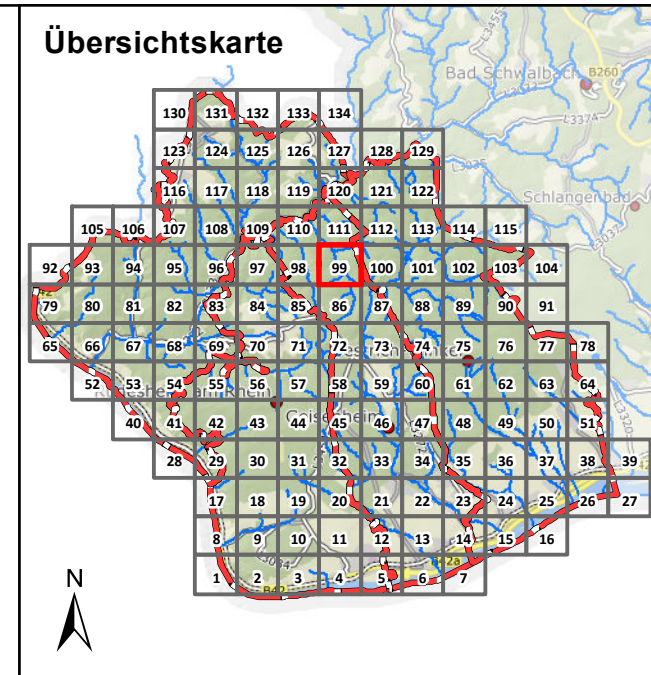 Übersichtskarte
L3455
Bad Schwalbach
B260
L3374
130 131 132 133 134
123 124 125 126 127 128 129
L3035
116 117 118 119 120 121 122
Schlangenbad
L3037
105 106 107 108 109 110 111 112 113 114 115
92 93 94 95 96 97 98 99 100 101 102 103 104
79 80 81 82 83 84 85 86 87 88 89 90 91
65 66 67 68 69 70 71 72 73 74 75 76 77 78
52 53 54 55 56 57 58 59 60 61 62 63 64
L3320
40 41 42 43 44 45 46 47 48 49 50 51
Geisenheim
28 29 30 31 32 33 34 35 36 37 38 39
17 18 19 20 21 22 23 24 25 26 27
8 9 10 11 12 13 14 15 16
L3034
B42a
1 2 3 4 5 6 7
B42
N